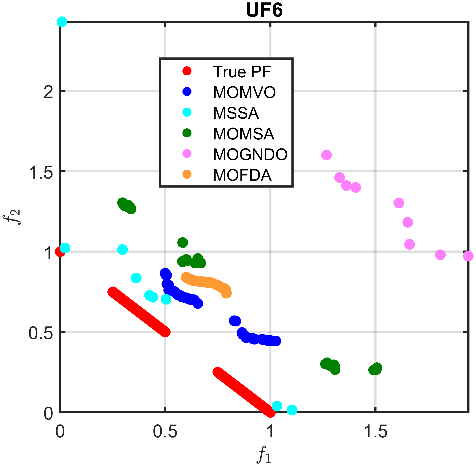 UF6
2
1.5
1
0.5
0
f2
True PF
MOMVO
MSSA
MOMSA
MOGNDO
MOFDA
0 0.5 1 1.5
f1